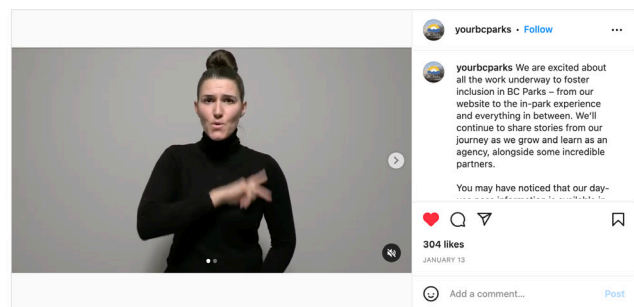 yourbcparks • Follow
yourbcparks We are excited about
all the work underway to foster
inclusion in BC Parks – from our
website to the in-park experience
and everything in between. We'll
continue to share stories from our
journey as we grow and learn as an
agency, alongside some incredible
partners.
You may have noticed that our day-
304 likes
JANUARY 13
Add a comment...
Post